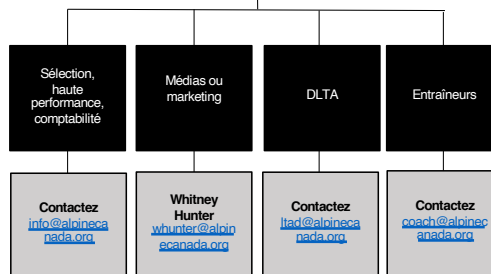 Sélection,
haute
performance,
comptabilité
Médias ou
marketing
DLTA
Entraîneurs
Contactez
info@alpineca
nada.org
Whitney
Hunter
whunter@alpin
ecanada.org
Contactez
ltad@alpineca
nada.org
Contactez
coach@alpinec
anada.org